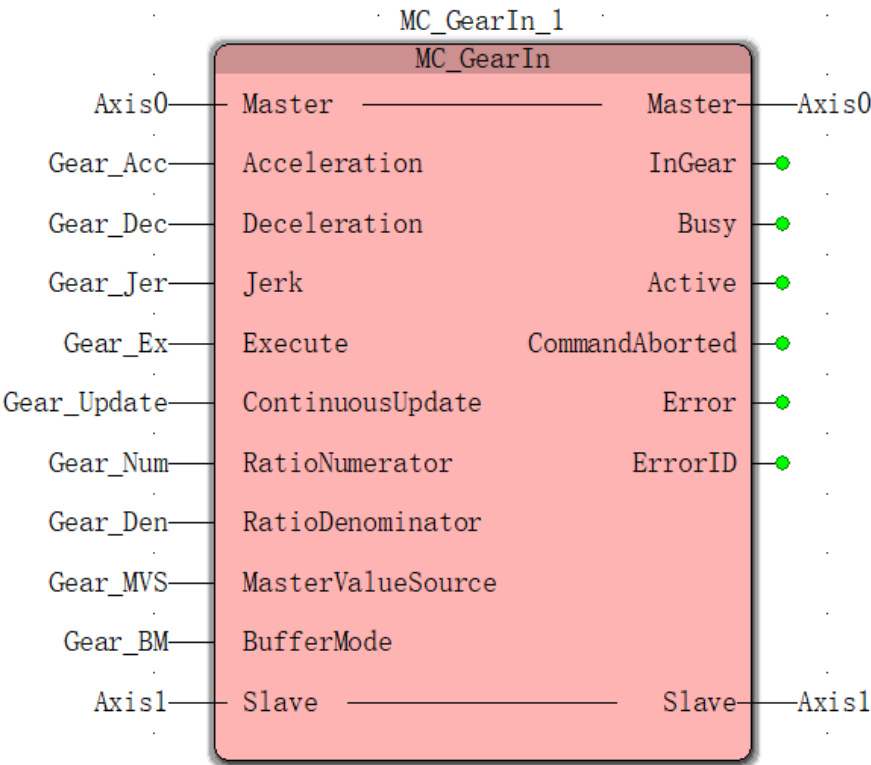 MC_GearIn_1
MC_GearIn
Axis0 Master Master Axis0
Gear_Acc Acceleration InGear
Gear_Dec Deceleration Busy
Gear_Jer Jerk Active
Gear_Ex Execute CommandAborted
Gear_Update ContinuousUpdate Error
Gear_Num RatioNumerator ErrorID
Gear_Den RatioDenominator
Gear_MVS MasterValueSource
Gear_BM BufferMode
Axis1 Slave Slave Axis1